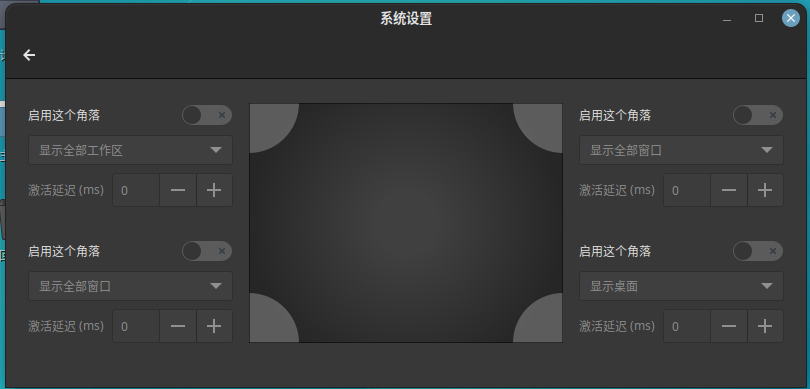 系统设置
启用这个角落
显示全部工作区
激活延迟 (ms) 0
启用这个角落
显示全部窗口
激活延迟 (ms) 0
启用这个角落
显示全部窗口
激活延迟 (ms) 0
启用这个角落
显示桌面
激活延迟 (ms) 0